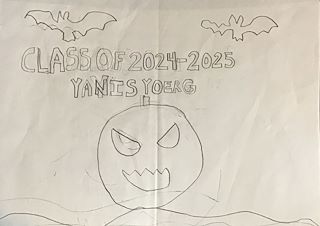 CLASS OF 2024-2025
YANIS YOERG